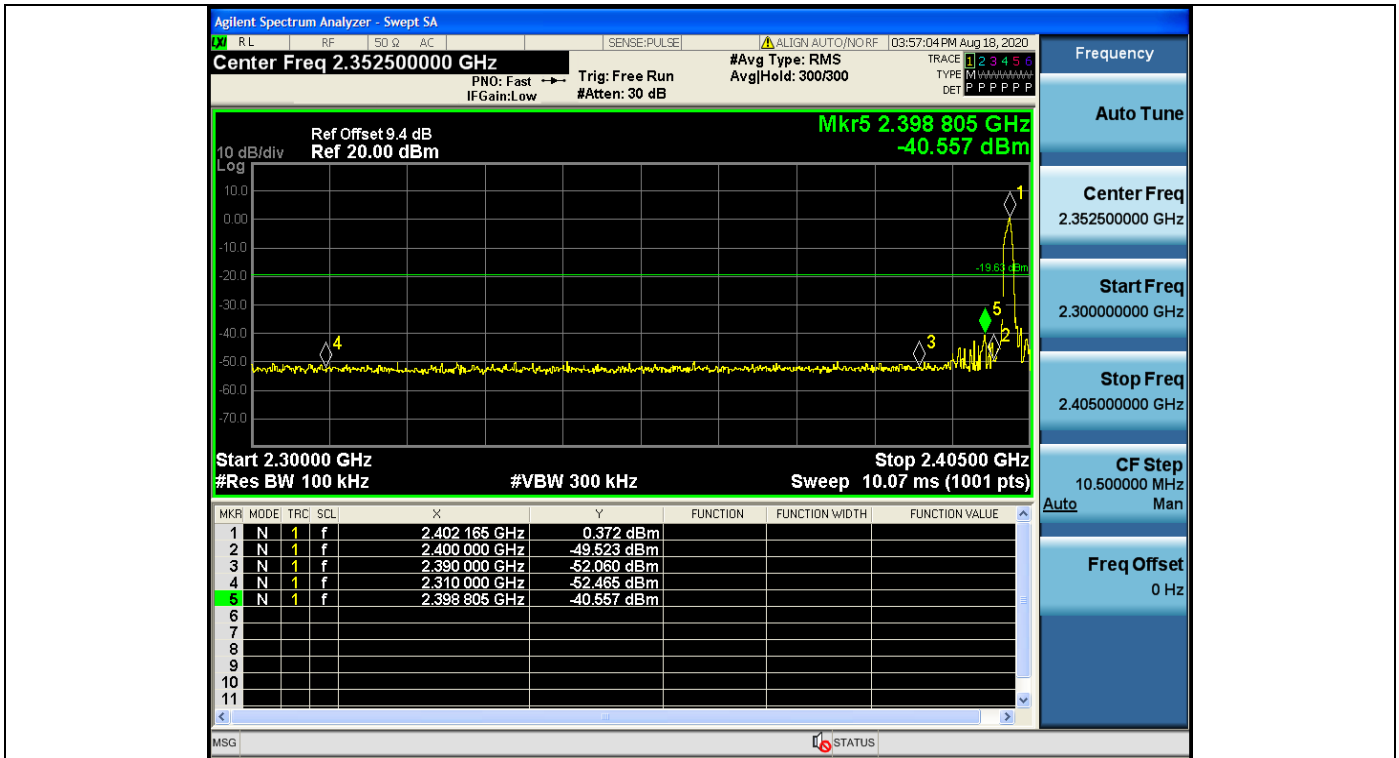 Agilent Spectrum Analyzer - Swept SA
LXI RL RF 50 Ω AC SENSE:PULSE ALIGN AUTO/NO RF 03:57:04 PM Aug 18, 2020
Center Freq 2.352500000 GHz
PNO: Fast
IFGain:Low
Trig: Free Run
#Atten: 30 dB
#Avg Type: RMS
Avg|Hold: 300/300
TRACE 1 2 3 4 5 6
TYPE M W W W W W
DET P P P P P P
Mkr5 2.398 805 GHz
-40.557 dBm
Ref Offset 9.4 dB
10 dB/div Ref 20.00 dBm
Log
10.0
0.00
-10.0
-20.0
-30.0
-40.0
-50.0
-60.0
-70.0
-19.63 dBm
1
5
2
3
4
Start 2.30000 GHz Stop 2.40500 GHz
#Res BW 100 kHz #VBW 300 kHz Sweep 10.07 ms (1001 pts)
MKR MODE TRC SCL X Y FUNCTION FUNCTION WIDTH FUNCTION VALUE
1 N 1 f 2.402 165 GHz 0.372 dBm
2 N 1 f 2.400 000 GHz -49.523 dBm
3 N 1 f 2.390 000 GHz -52.060 dBm
4 N 1 f 2.310 000 GHz -52.465 dBm
5 N 1 f 2.398 805 GHz -40.557 dBm
6
7
8
9
10
11
MSG STATUS
Frequency
Auto Tune
Center Freq
2.352500000 GHz
Start Freq
2.300000000 GHz
Stop Freq
2.405000000 GHz
CF Step
10.500000 MHz
Auto Man
Freq Offset
0 Hz